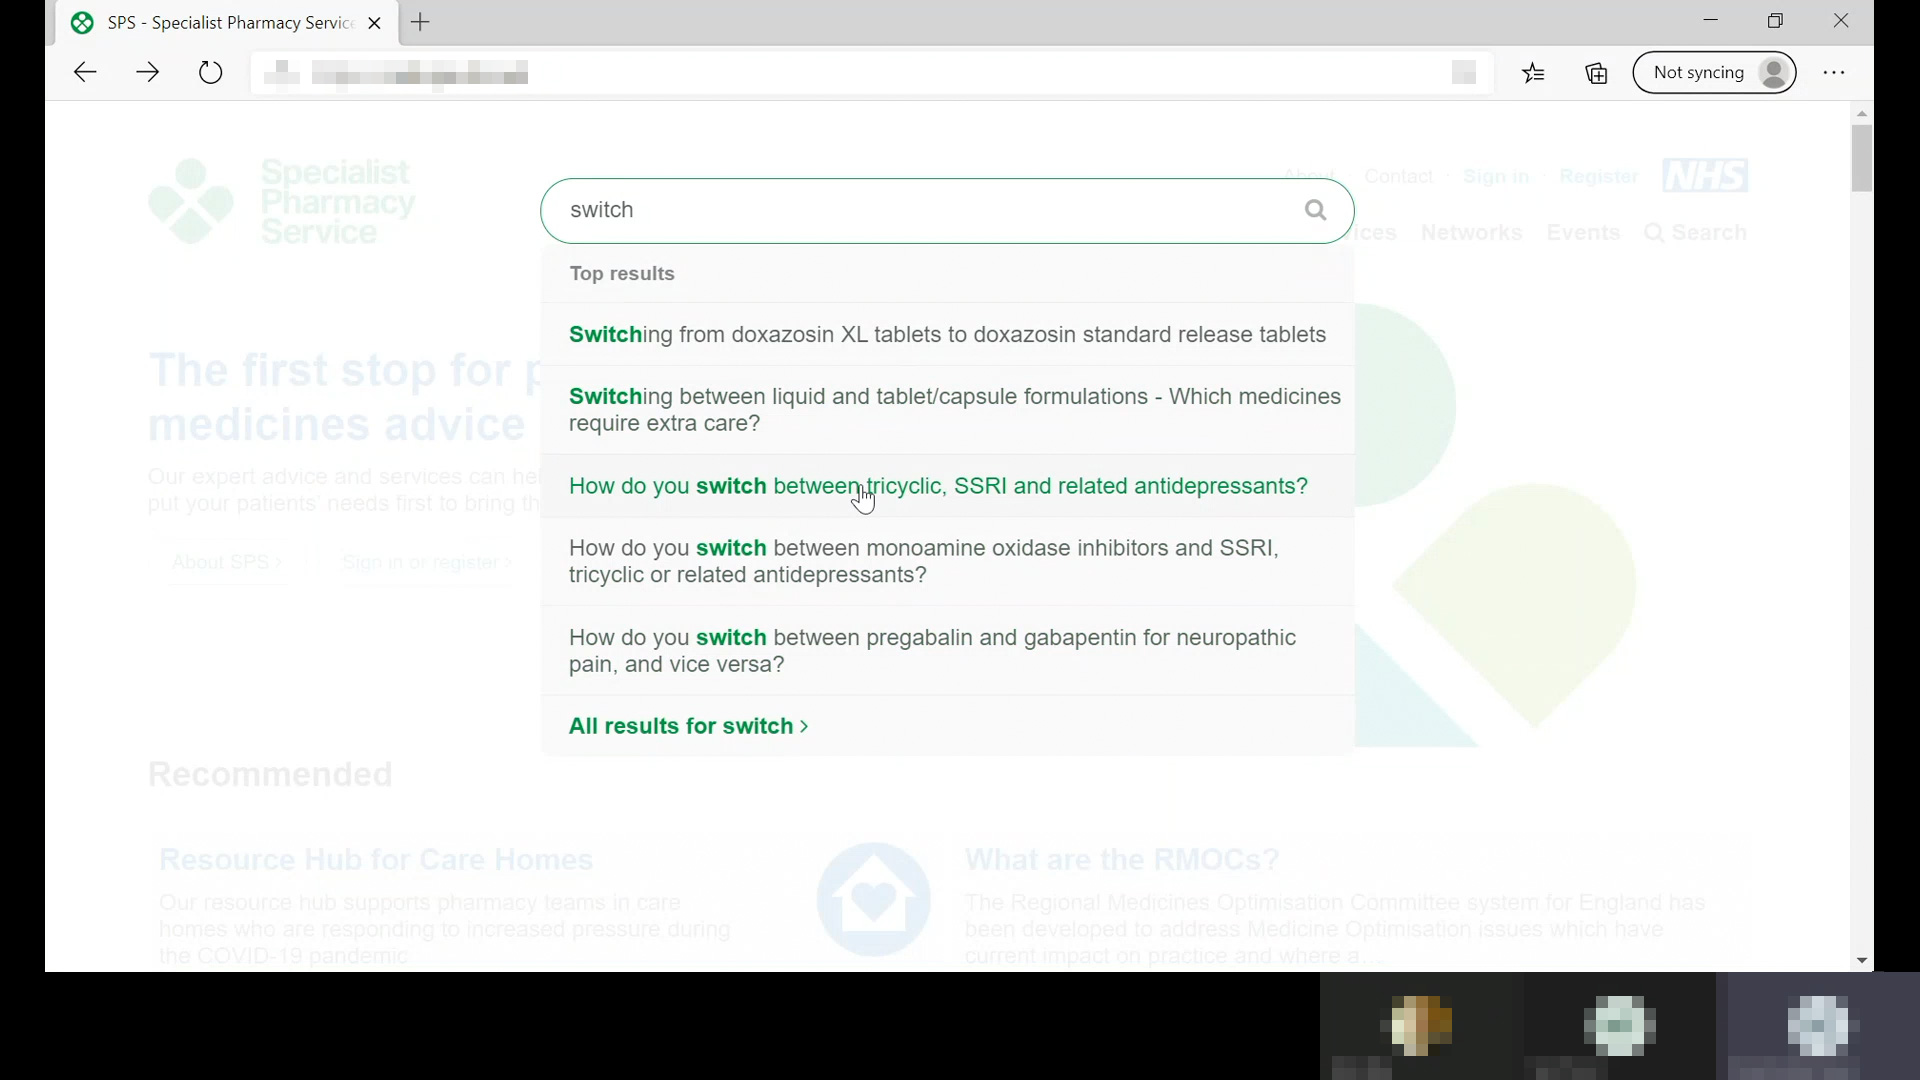 SPS - Specialist Pharmacy Service
Not syncing
Specialist
Pharmacy
Service
About
Contact
Sign in
Register
NHS
switch
Networks
Events
Search
Top results
Switching from doxazosin XL tablets to doxazosin standard release tablets
Switching between liquid and tablet/capsule formulations - Which medicines
require extra care?
How do you switch between tricyclic, SSRI and related antidepressants?
How do you switch between monoamine oxidase inhibitors and SSRI,
tricyclic or related antidepressants?
How do you switch between pregabalin and gabapentin for neuropathic
pain, and vice versa?
All results for switch >
The first stop for
medicines advice
Our expert advice and services can
put your patients' needs first to bring
About SPS >
Sign in or register >
Recommended
Resource Hub for Care Homes
Our resource hub supports pharmacy teams in care
homes who are responding to increased pressure during
the COVID-19 pandemic
What are the RMOCs?
The Regional Medicines Optimisation Committee system for England has
been developed to address Medicine Optimisation issues which have
current impact on practice and where a...